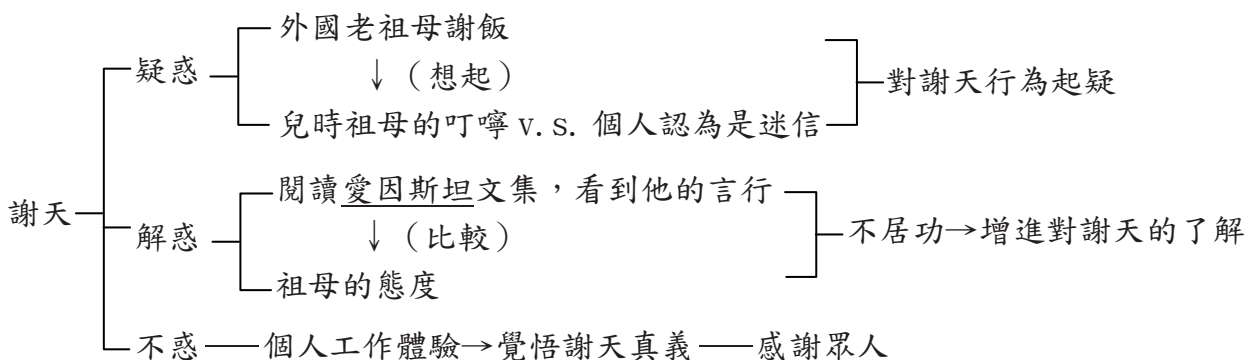 外國老祖母謝飯
疑惑
↓（想起）
對謝天行為起疑
兒時祖母的叮嚀 v.s. 個人認為是迷信
謝天
閱讀愛因斯坦文集，看到他的言行
解惑
↓（比較）
不居功→增進對謝天的了解
祖母的態度
不惑
個人工作體驗→覺悟謝天真義
感謝眾人